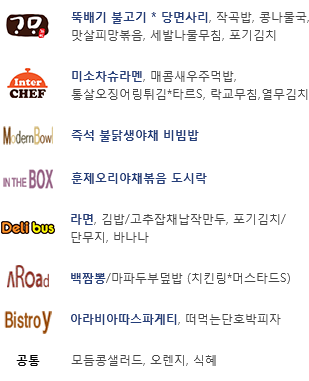 뚝배기 불고기 * 당면사리, 작곡밥, 콩나물국,
맛살피망볶음, 세발나물무침, 포기김치
Inter
CHEF
미소차슈라멘, 매콤새우주먹밥,
통살오징어링튀김*타르S, 락교무침,열무김치
ModernBowl
즉석 불닭생야채 비빔밥
IN THE BOX
훈제오리야채볶음 도시락
Deli bus
라면, 김밥/고추잡채납작만두, 포기김치/
단무지, 바나나
ARoad
백짬뽕/마파두부덮밥 (치킨링*머스타드S)
Bistro y
아라비아따스파게티, 떠먹는단호박피자
공통
모듬콩샐러드, 오렌지, 식혜